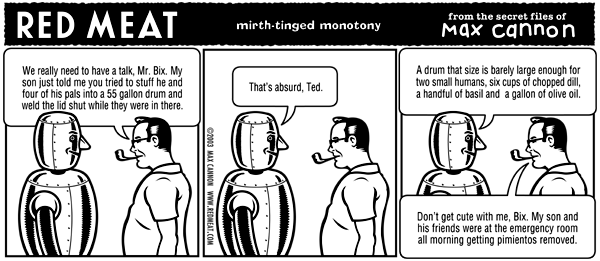 RED MEAT
mirth-tinged monotony
from the secret files of
Max cannon
We really need to have a talk, Mr. Bix. My
son just told me you tried to stuff he and
four of his pals into a 55 gallon drum and
weld the lid shut while they were in there.
©2003 MAX CANNON WWW.REDMEAT.COM
That's absurd, Ted.
A drum that size is barely large enough for
two small humans, six cups of chopped dill,
a handful of basil and a gallon of olive oil.
Don't get cute with me, Bix. My son and
his friends were at the emergency room
all morning getting pimientos removed.